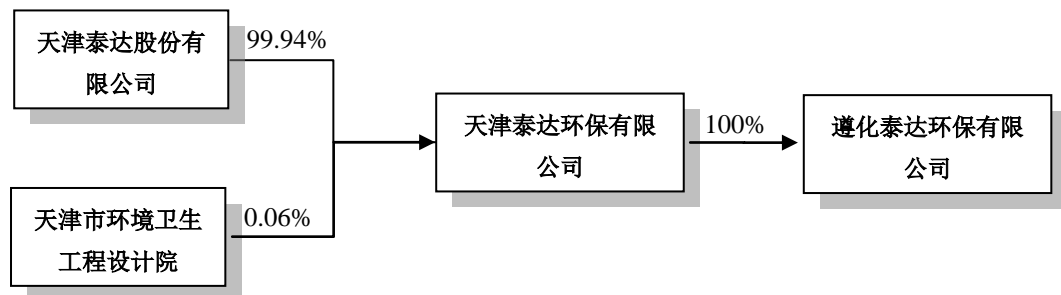 天津泰达股份有
限公司
99.94%
天津市环境卫生
工程设计院
0.06%
天津泰达环保有限
公司
100%
遵化泰达环保有限
公司